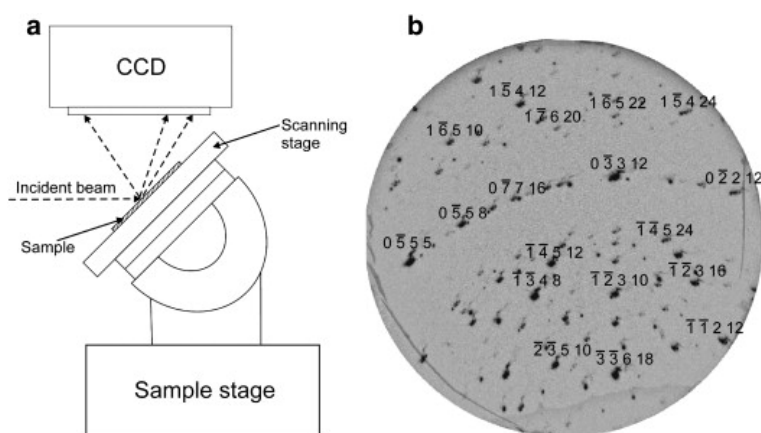 a
CCD
Scanning
stage
Incident beam
Sample
Sample stage
b
1 5̅ 4 12
1 7̅ 6 20
1 6̅ 5 22
1 5̅ 4 24
1 6̅ 5 10
0 3̅ 3 12
0 2̅ 2 12
0 7̅ 7 16
0 5̅ 5 8
0 5̅ 5 5
1̅ 4̅ 5 24
1̅ 4̅ 5 12
1̅ 3̅ 4 8
1̅ 2̅ 3 10
1̅ 2̅ 3 16
1̅ 1̅ 2 12
2̅ 3̅ 5 10
3̅ 3̅ 6 18